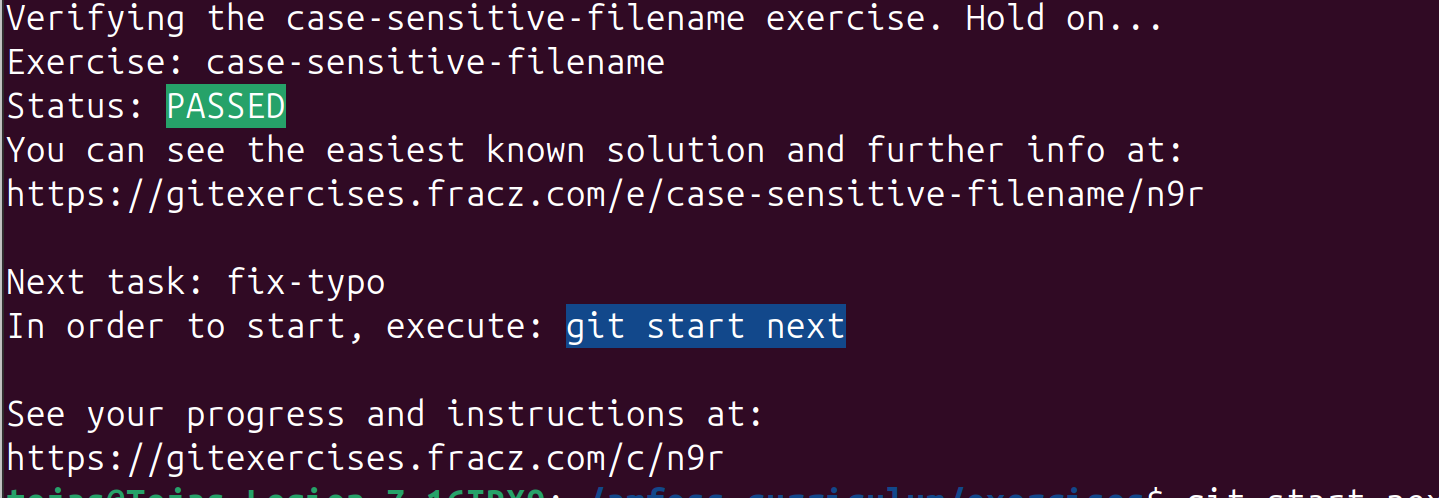 Verifying the case-sensitive-filename exercise. Hold on...
Exercise: case-sensitive-filename
Status: PASSED
You can see the easiest known solution and further info at:
https://gitexercises.fracz.com/e/case-sensitive-filename/n9r
Next task: fix-typo
In order to start, execute: git start next
See your progress and instructions at:
https://gitexercises.fracz.com/c/n9r